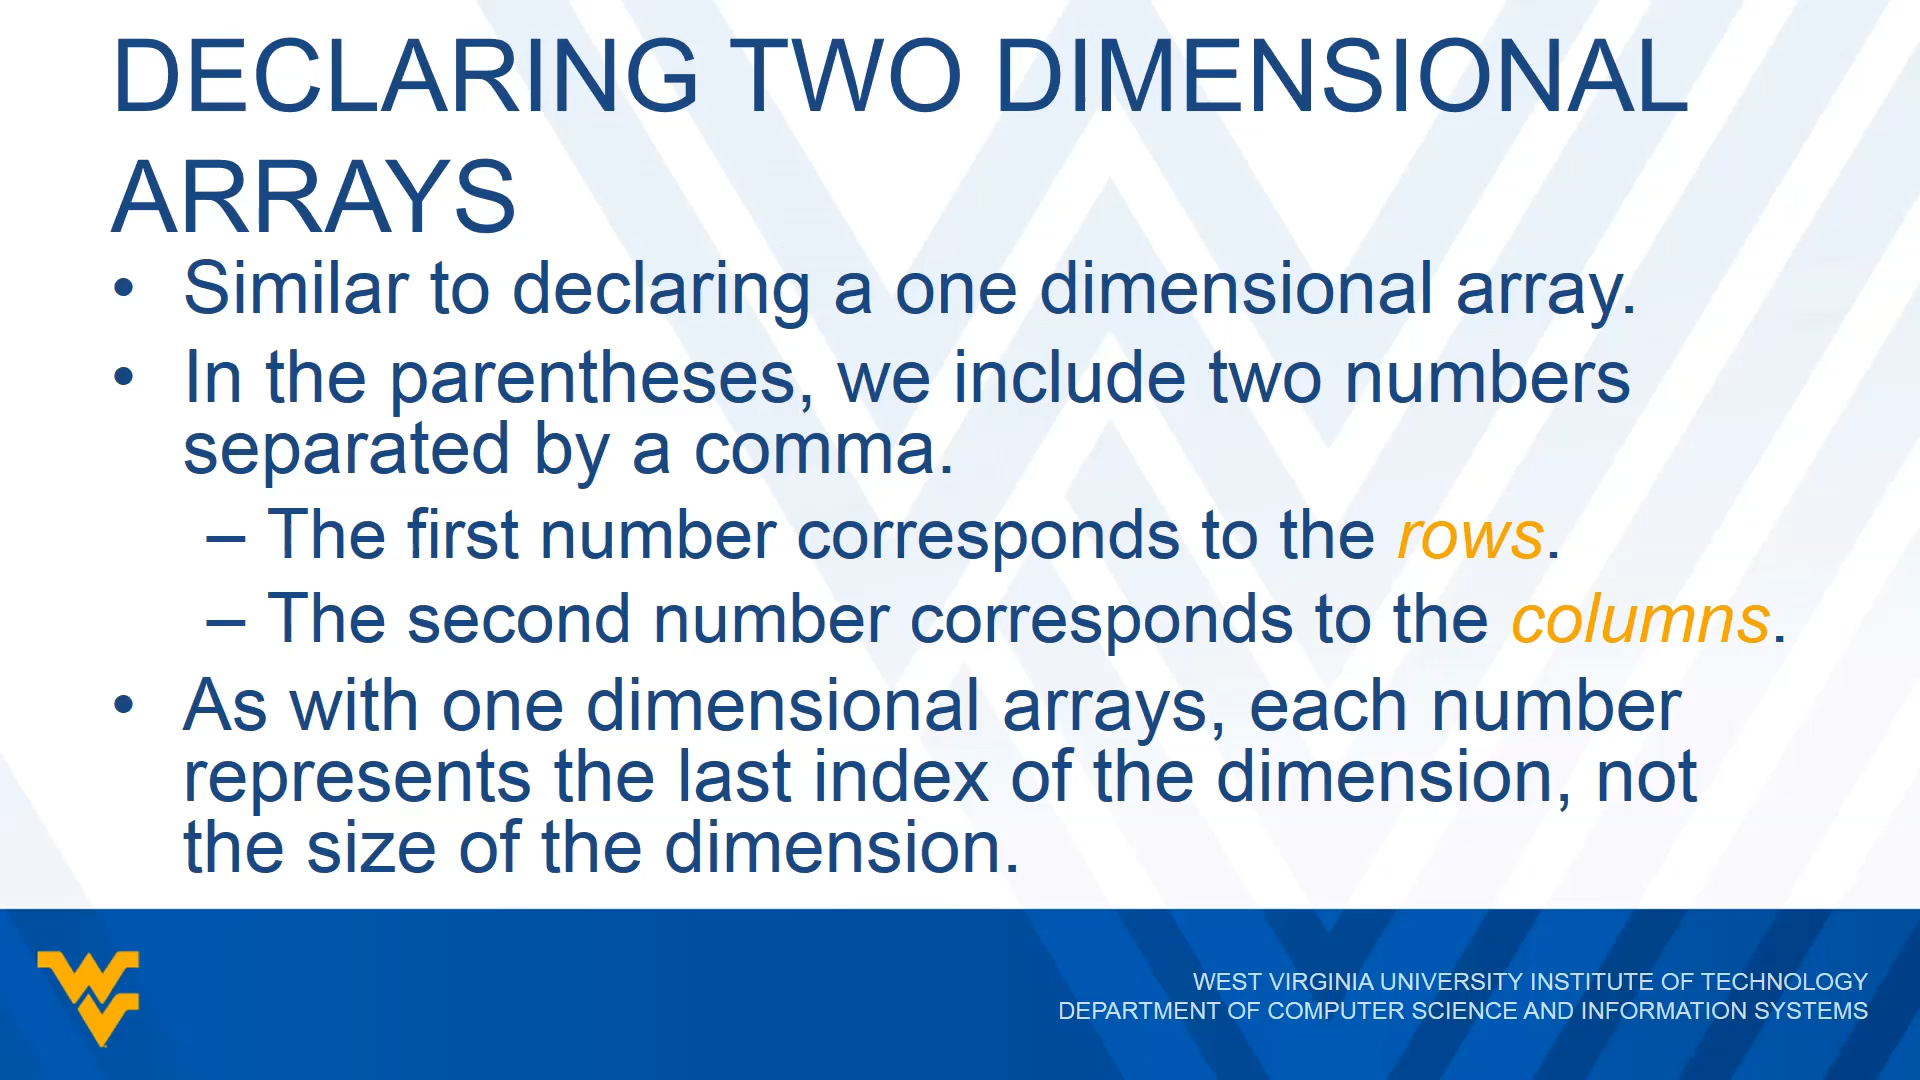 DECLARING TWO DIMENSIONAL
ARRAYS
• Similar to declaring a one dimensional array.
• In the parentheses, we include two numbers
separated by a comma.
– The first number corresponds to the rows.
– The second number corresponds to the columns.
• As with one dimensional arrays, each number
represents the last index of the dimension, not
the size of the dimension.
WEST VIRGINIA UNIVERSITY INSTITUTE OF TECHNOLOGY
DEPARTMENT OF COMPUTER SCIENCE AND INFORMATION SYSTEMS